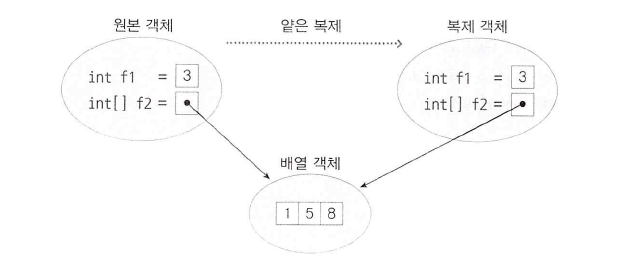 원본 객체
얕은 복제
복제 객체
int f1 = 3
int[] f2 =
int f1 = 3
int[] f2 =
배열 객체
1 5 8